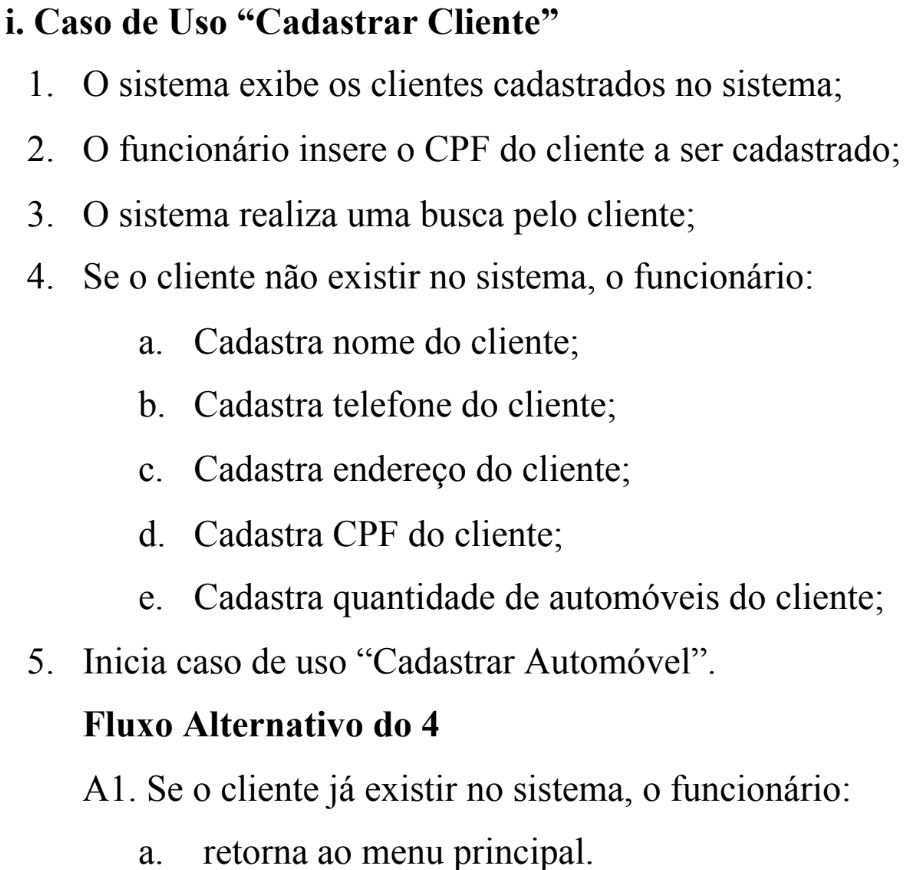 i. Caso de Uso “Cadastrar Cliente”
1. O sistema exibe os clientes cadastrados no sistema;
2. O funcionário insere o CPF do cliente a ser cadastrado;
3. O sistema realiza uma busca pelo cliente;
4. Se o cliente não existir no sistema, o funcionário:
a. Cadastra nome do cliente;
b. Cadastra telefone do cliente;
c. Cadastra endereço do cliente;
d. Cadastra CPF do cliente;
e. Cadastra quantidade de automóveis do cliente;
5. Inicia caso de uso “Cadastrar Automóvel”.
Fluxo Alternativo do 4
A1. Se o cliente já existir no sistema, o funcionário:
a. retorna ao menu principal.